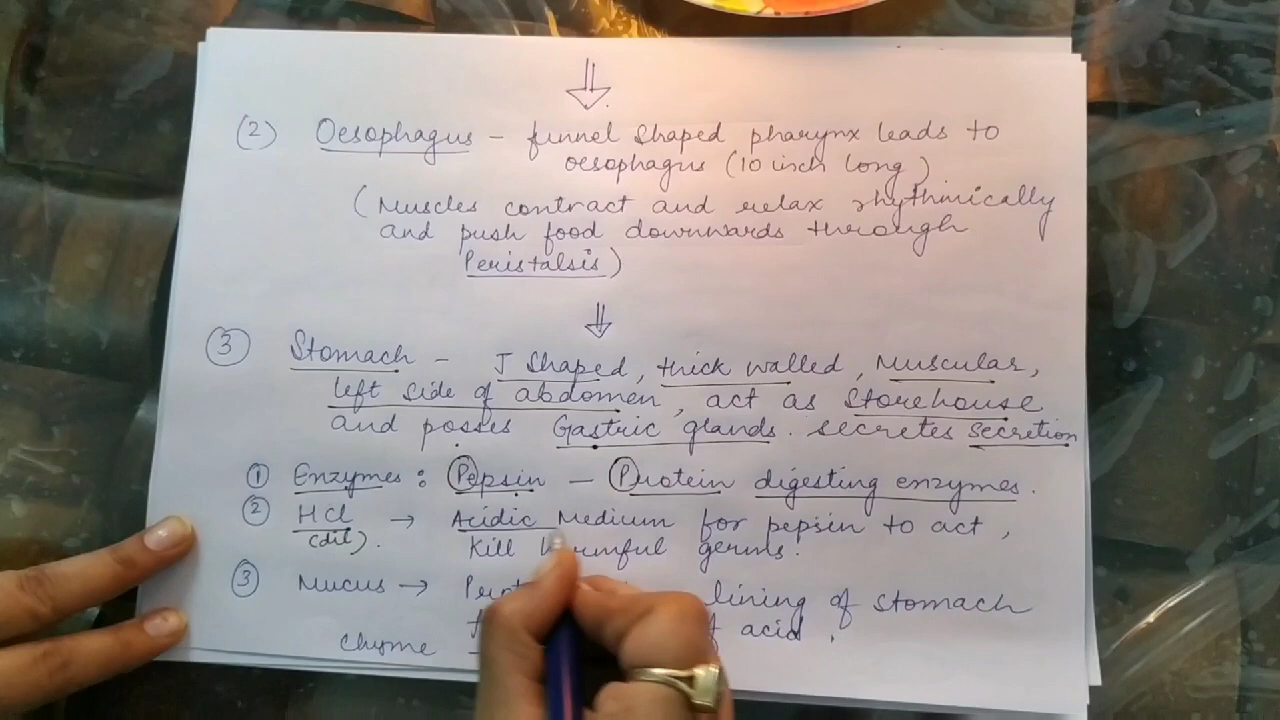 (2) Oesophagus - funnel shaped pharynx leads to
oesophagus (10 inch long)
(Muscles contract and relax rhythmically
and push food downwards through
Peristalsis)
③ Stomach - J Shaped, thick walled, Muscular,
left side of abdomen, act as Storehouse
and posses Gastric glands. secretes secretion
① Enzymes : Pepsin - Protein digesting enzymes.
② HCl → Acidic Medium for pepsin to act,
(dil). Kill harmful germs.
③ Mucus → lining of stomach
acid.
chyme